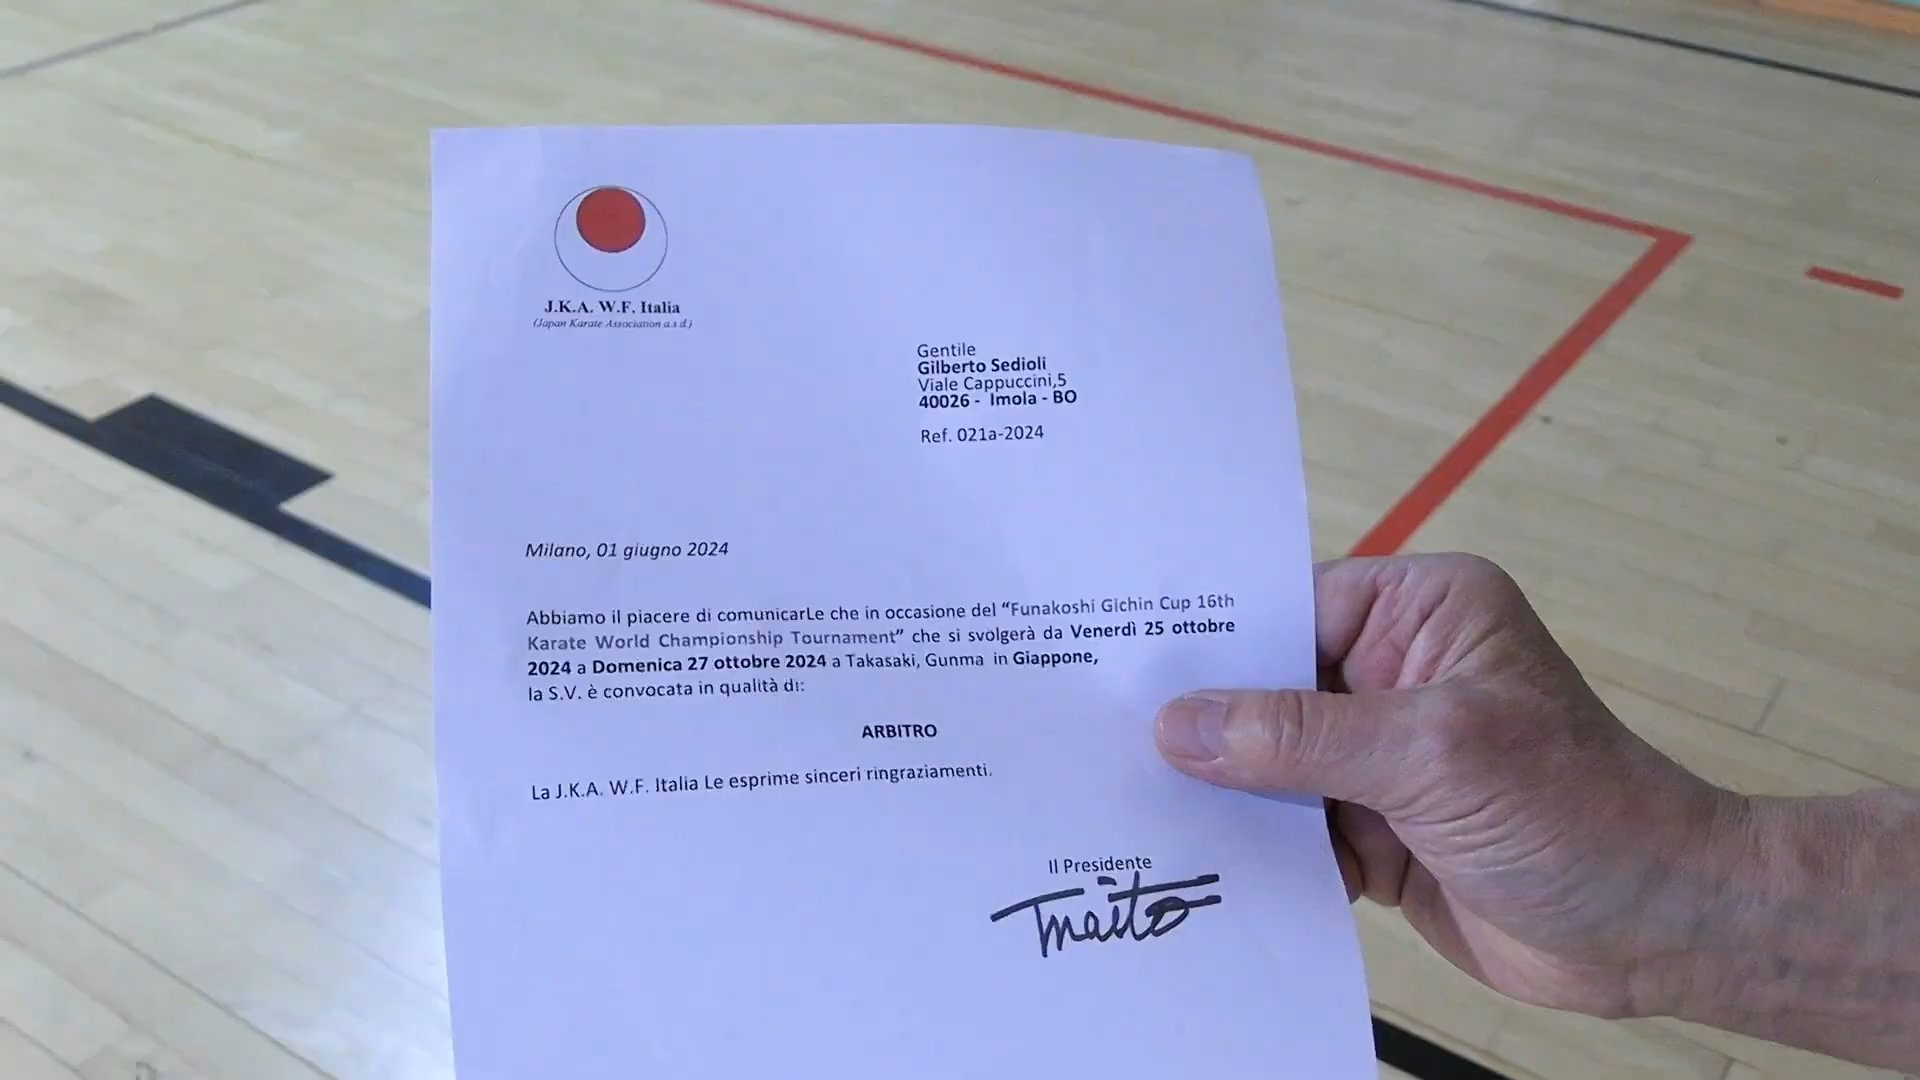 J.K.A. W.F. Italia
(Japan Karate Association a.s.d.)
Gentile
Gilberto Sedioli
Viale Cappuccini,5
40026 - Imola - BO
Ref. 021a-2024
Milano, 01 giugno 2024
Abbiamo il piacere di comunicarLe che in occasione del “Funakoshi Gichin Cup 16th
Karate World Championship Tournament” che si svolgerà da Venerdì 25 ottobre
2024 a Domenica 27 ottobre 2024 a Takasaki, Gunma in Giappone,
la S.V. è convocata in qualità di:
ARBITRO
La J.K.A. W.F. Italia Le esprime sinceri ringraziamenti.
Il Presidente